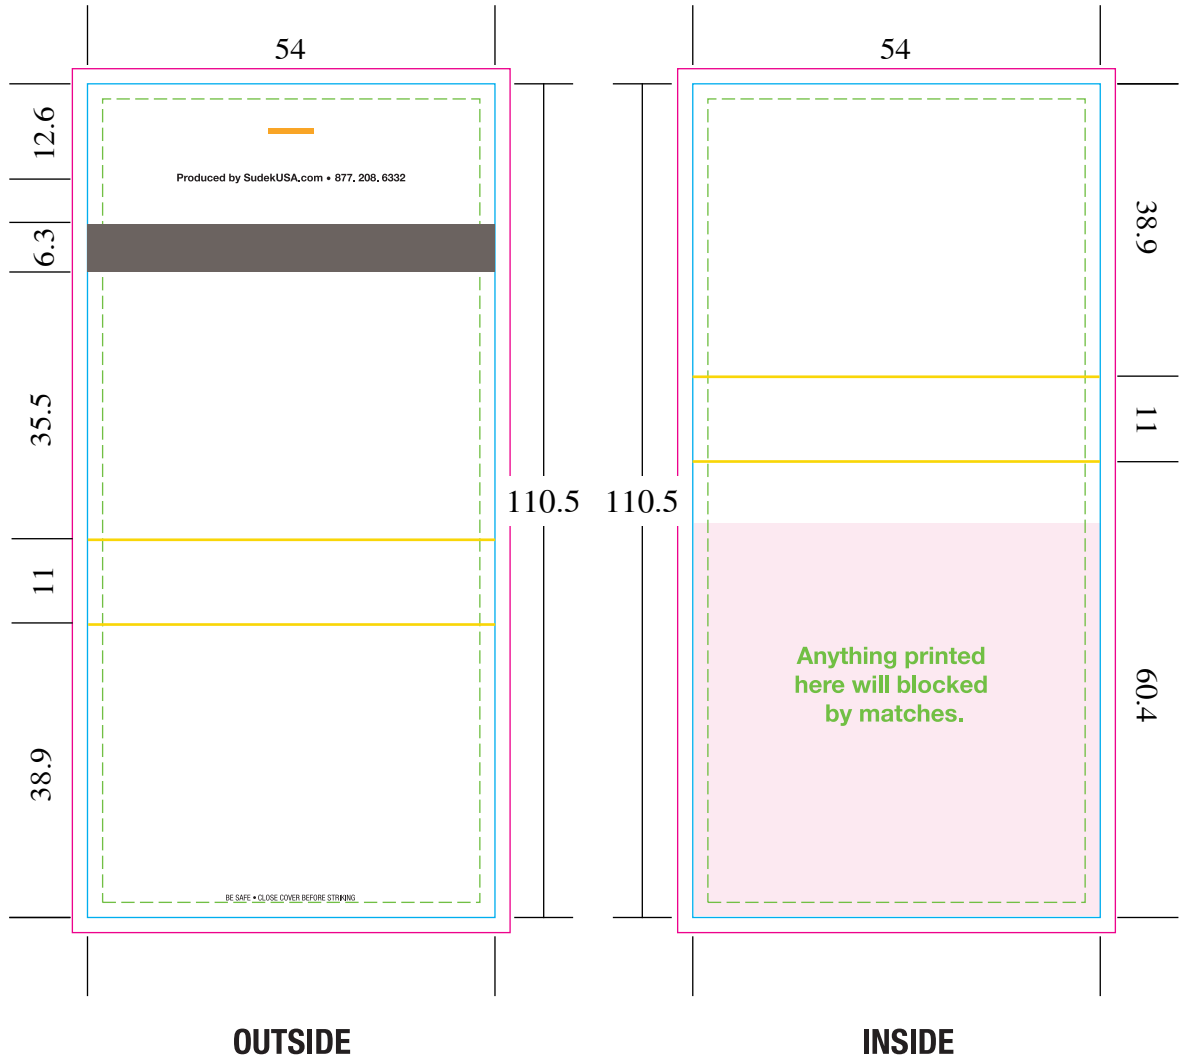 54
54
12.6
Produced by SudekUSA.com • 877. 208. 6332
6.3
38.9
35.5
11
110.5
110.5
11
Anything printed
here will blocked
by matches.
60.4
38.9
BE SAFE • CLOSE COVER BEFORE STRIKING
OUTSIDE
INSIDE